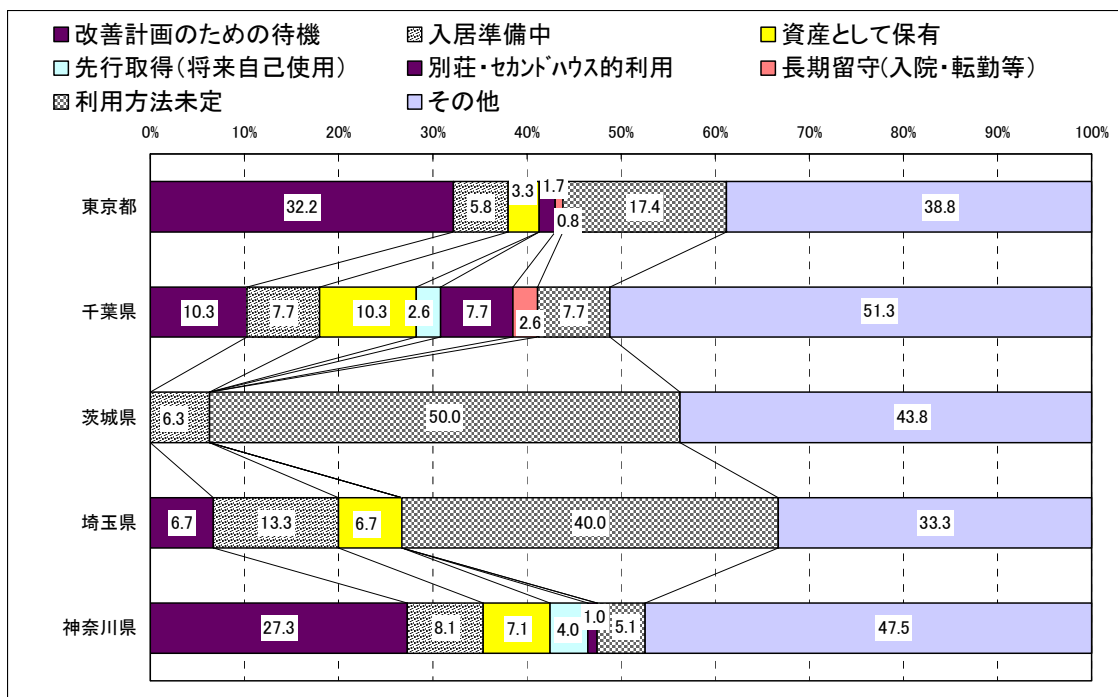 改善計画のための待機 入居準備中 資産として保有
先行取得(将来自己使用) 別荘・ｾｶﾝﾄﾞﾊｳｽ的利用 長期留守(入院・転勤等)
利用方法未定 その他
0% 10% 20% 30% 40% 50% 60% 70% 80% 90% 100%
東京都 32.2 5.8 3.3 1.7 0.8 17.4 38.8
千葉県 10.3 7.7 10.3 2.6 7.7 2.6 7.7 51.3
茨城県 6.3 50.0 43.8
埼玉県 6.7 13.3 6.7 40.0 33.3
神奈川県 27.3 8.1 7.1 4.0 1.0 5.1 47.5